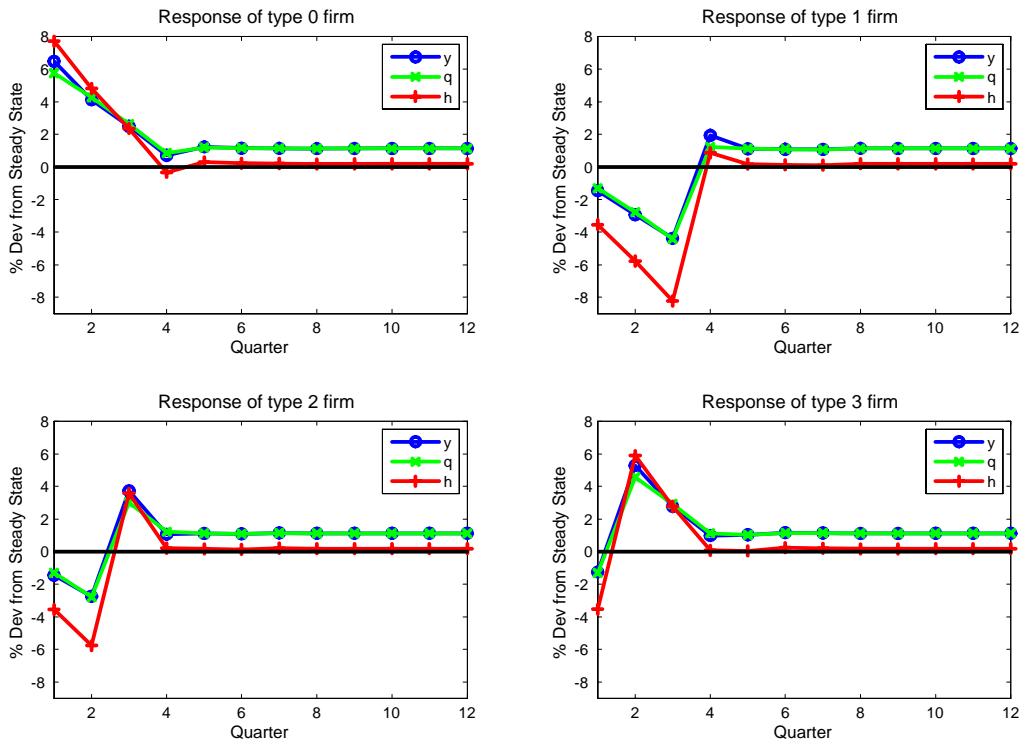 Response of type 0 firm
8
6
4
2
0
-2
-4
-6
-8
% Dev from Steady State
y
q
h
2
4
6
8
10
12
Quarter
Response of type 1 firm
8
6
4
2
0
-2
-4
-6
-8
% Dev from Steady State
y
q
h
2
4
6
8
10
12
Quarter
Response of type 2 firm
8
6
4
2
0
-2
-4
-6
-8
% Dev from Steady State
y
q
h
2
4
6
8
10
12
Quarter
Response of type 3 firm
8
6
4
2
0
-2
-4
-6
-8
% Dev from Steady State
y
q
h
2
4
6
8
10
12
Quarter